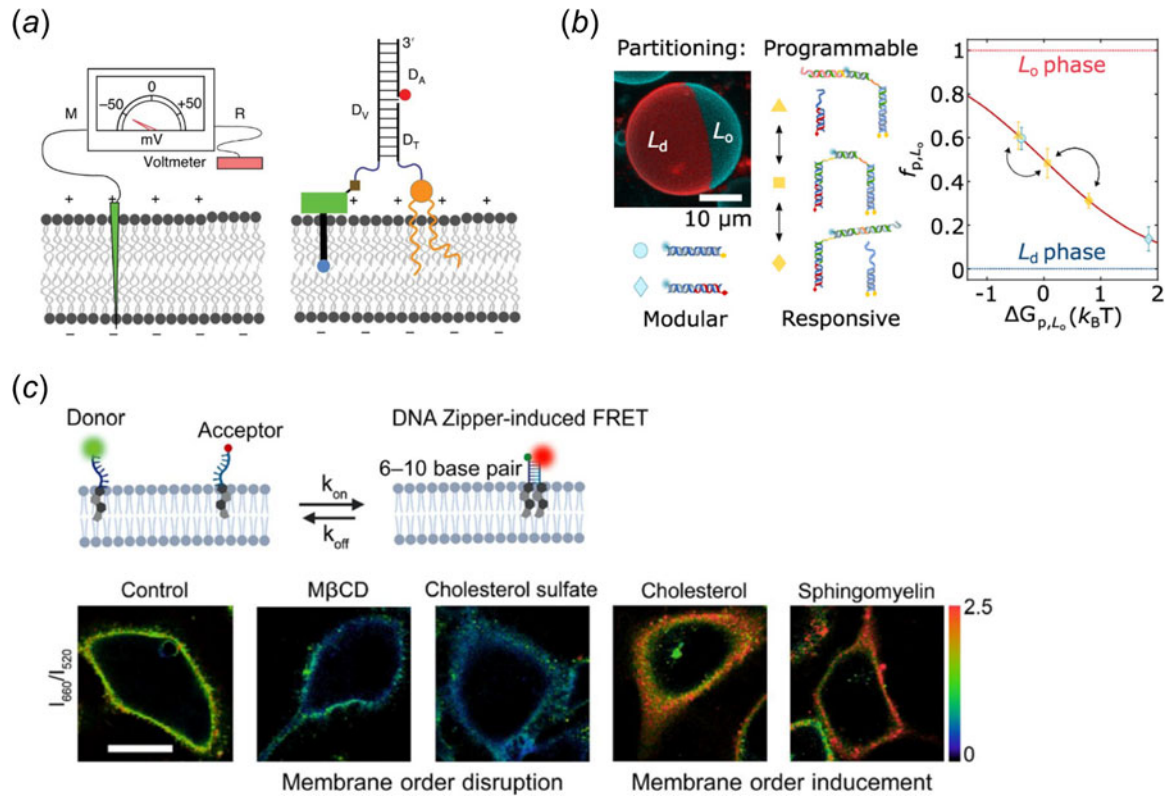 (a)
M
−50
0
+50
mV
R
Voltmeter
+ + + +
− − − −
3′
D_A
D_V
D_T
+ + + +
− − − −
(b)
Partitioning:
L_d
L_o
10 μm
Modular
Programmable
Responsive
1
0.8
0.6
0.4
0.2
0
f_p,L_o
L_o phase
L_d phase
−1 0 1 2
ΔG_p,L_o (k_BT)
(c)
Donor
Acceptor
k_on
k_off
DNA Zipper-induced FRET
6–10 base pair
Control
MβCD
Cholesterol sulfate
Cholesterol
Sphingomyelin
I_660/I_520
2.5
0
Membrane order disruption
Membrane order inducement